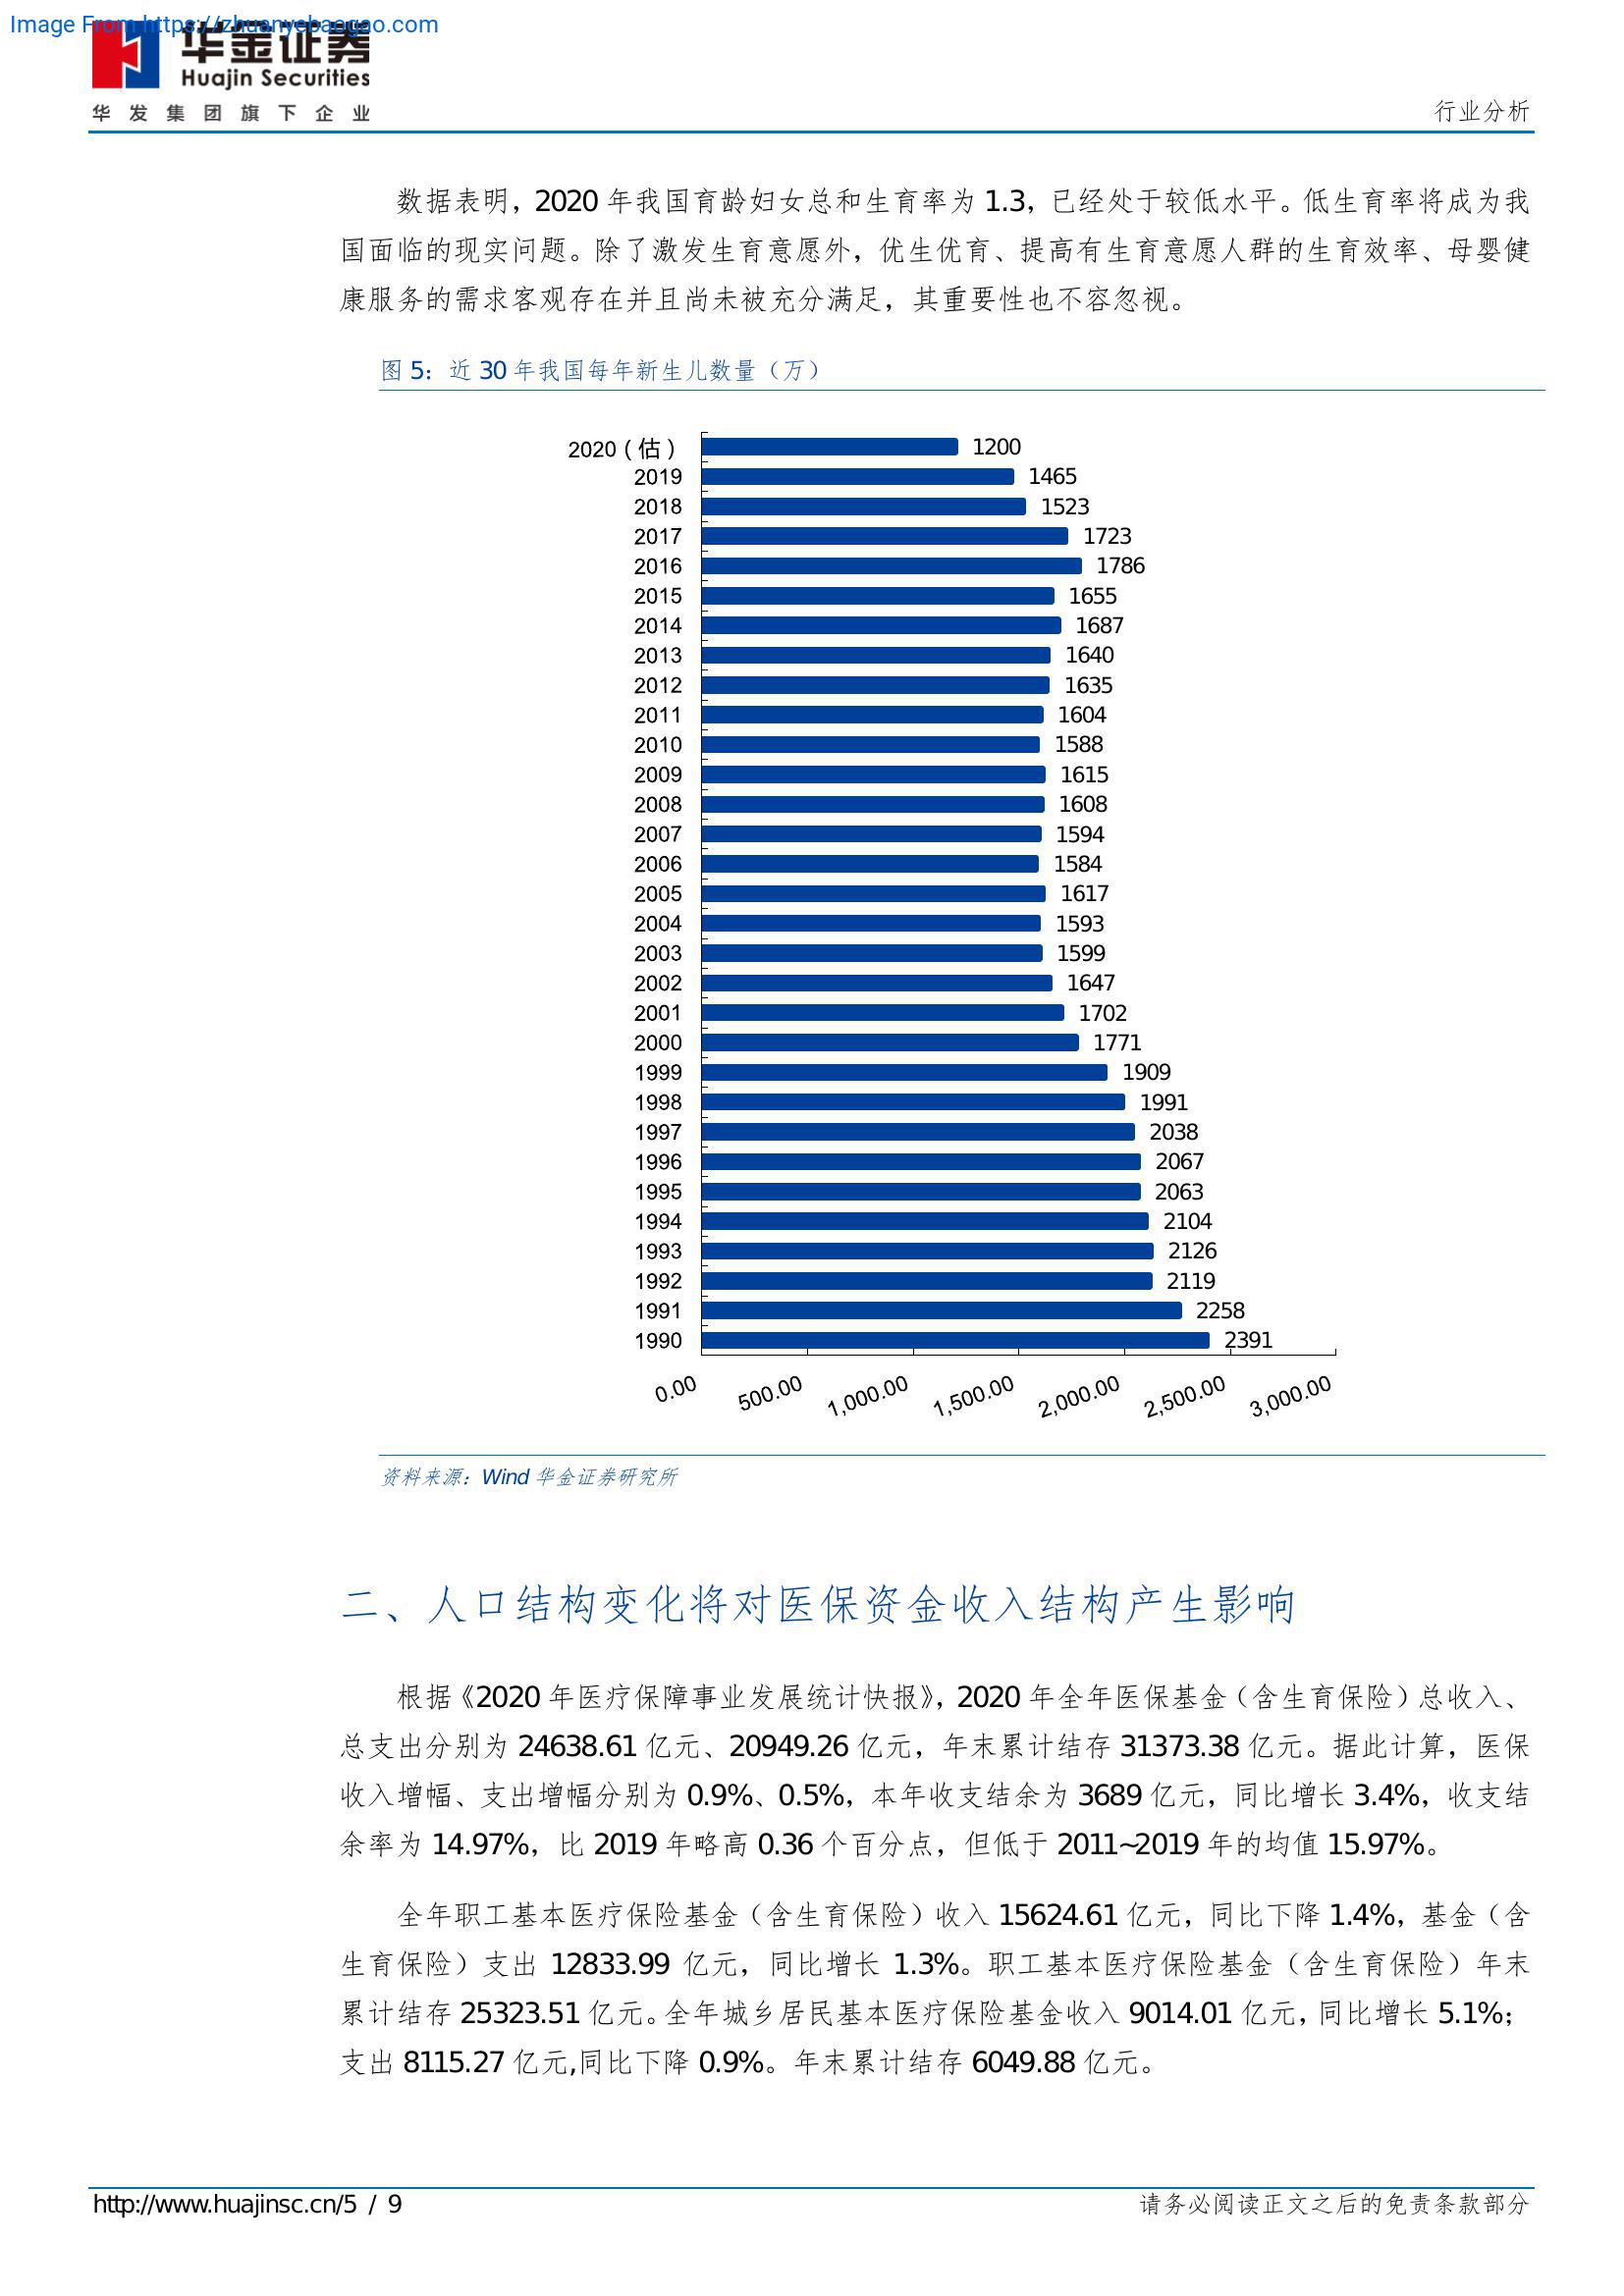 Image From https://zhuanyebaogao.com
华金证券
Huajin Securities
华发集团旗下企业
行业分析
数据表明，2020 年我国育龄妇女总和生育率为 1.3，已经处于较低水平。低生育率将成为我
国面临的现实问题。除了激发生育意愿外，优生优育、提高有生育意愿人群的生育效率、母婴健
康服务的需求客观存在并且尚未被充分满足，其重要性也不容忽视。
图 5：近 30 年我国每年新生儿数量（万）
2020（估） 1200
2019 1465
2018 1523
2017 1723
2016 1786
2015 1655
2014 1687
2013 1640
2012 1635
2011 1604
2010 1588
2009 1615
2008 1608
2007 1594
2006 1584
2005 1617
2004 1593
2003 1599
2002 1647
2001 1702
2000 1771
1999 1909
1998 1991
1997 2038
1996 2067
1995 2063
1994 2104
1993 2126
1992 2119
1991 2258
1990 2391
0.00 500.00 1,000.00 1,500.00 2,000.00 2,500.00 3,000.00
资料来源：Wind 华金证券研究所
二、人口结构变化将对医保资金收入结构产生影响
根据《2020 年医疗保障事业发展统计快报》，2020 年全年医保基金（含生育保险）总收入、
总支出分别为 24638.61 亿元、20949.26 亿元，年末累计结存 31373.38 亿元。据此计算，医保
收入增幅、支出增幅分别为 0.9%、0.5%，本年收支结余为 3689 亿元，同比增长 3.4%，收支结
余率为 14.97%，比 2019 年略高 0.36 个百分点，但低于 2011~2019 年的均值 15.97%。
全年职工基本医疗保险基金（含生育保险）收入 15624.61 亿元，同比下降 1.4%，基金（含
生育保险）支出 12833.99 亿元，同比增长 1.3%。职工基本医疗保险基金（含生育保险）年末
累计结存 25323.51 亿元。全年城乡居民基本医疗保险基金收入 9014.01 亿元，同比增长 5.1%；
支出 8115.27 亿元,同比下降 0.9%。年末累计结存 6049.88 亿元。
http://www.huajinsc.cn/5 / 9
请务必阅读正文之后的免责条款部分